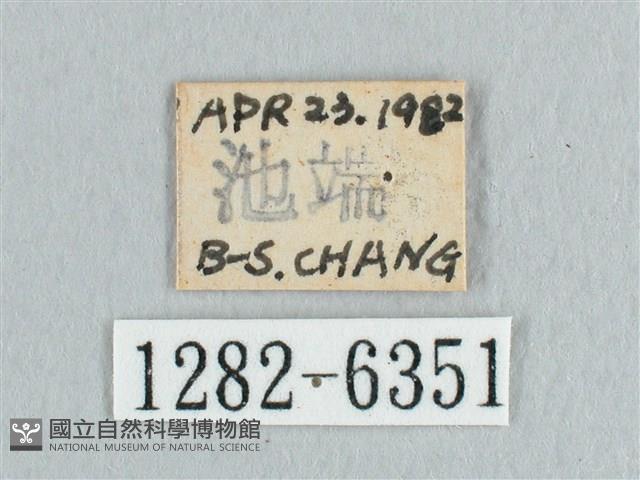 APR 23. 1982
池端
B-S. CHANG
1282-6351
國立自然科學博物館
NATIONAL MUSEUM OF NATURAL SCIENCE